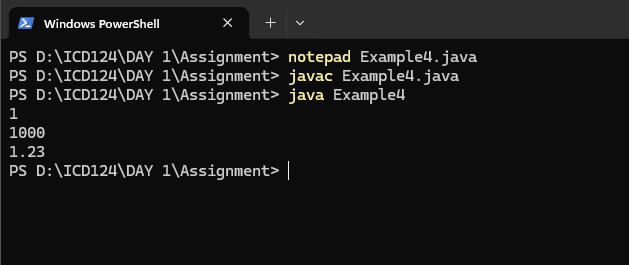 Windows PowerShell
PS D:\ICD124\DAY 1\Assignment> notepad Example4.java
PS D:\ICD124\DAY 1\Assignment> javac Example4.java
PS D:\ICD124\DAY 1\Assignment> java Example4
1
1000
1.23
PS D:\ICD124\DAY 1\Assignment>